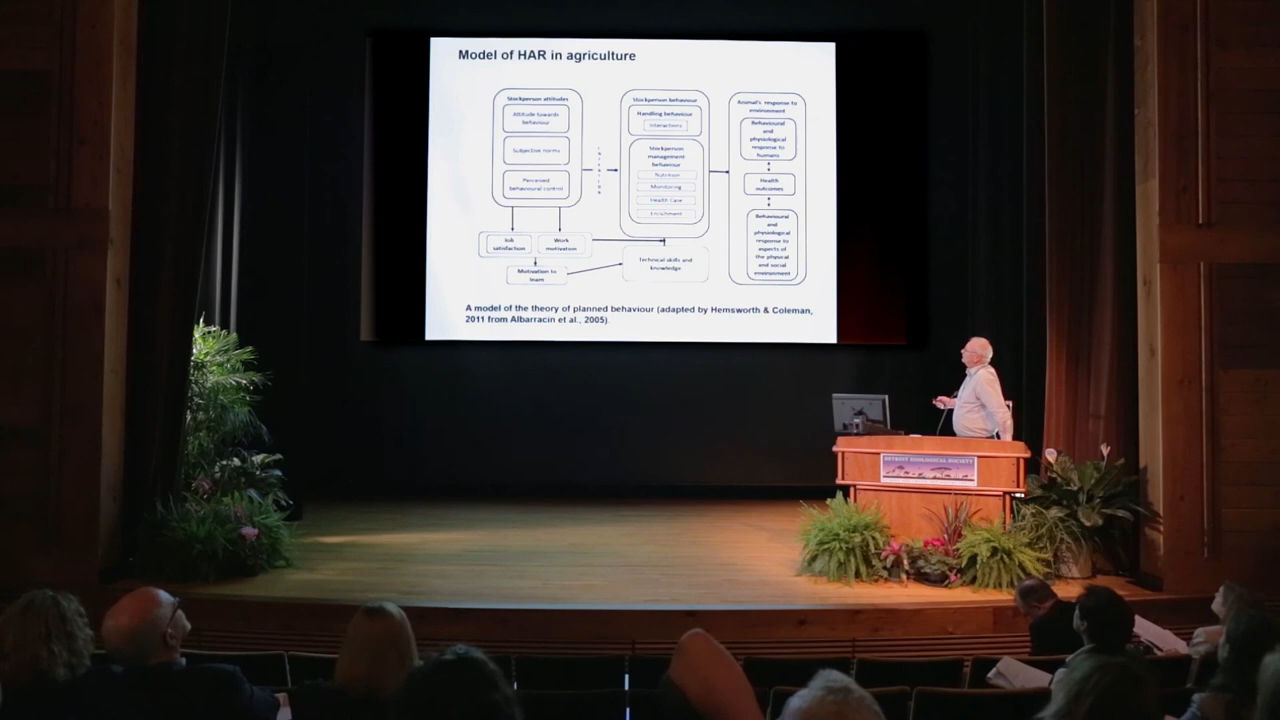 Model of HAR in agriculture
Stockperson attitudes
Attitude towards
behaviour
Subjective norms
Perceived
behavioural control
Job
satisfaction
Work
motivation
Motivation to
learn
Stockperson behaviour
Handling behaviour
Interactions
Stockperson
management
behaviour
Nutrition
Monitoring
Health Care
Enrichment
Technical skills and
knowledge
Animal's response to
environment
Behavioural
and
physiological
response to
humans
Health
outcomes
Behavioural
and
physiological
response to
aspects of
the physical
and social
environment
A model of the theory of planned behaviour (adapted by Hemsworth & Coleman,
2011 from Albarracin et al., 2005).
DETROIT ZOOLOGICAL SOCIETY